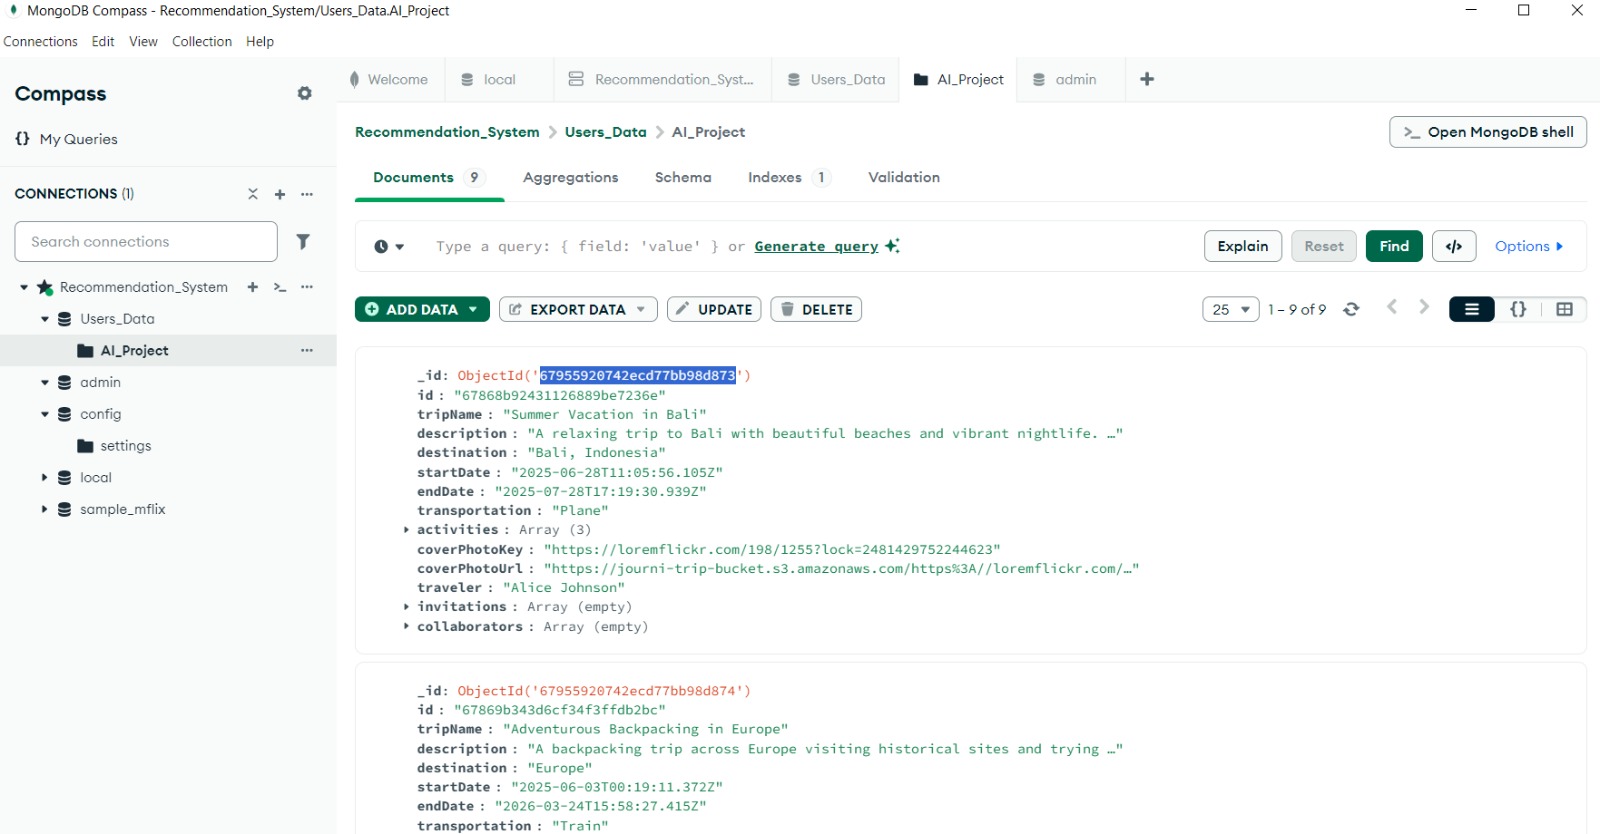 MongoDB Compass - Recommendation_System/Users_Data.AI_Project
Connections Edit View Collection Help
Compass
{} My Queries
CONNECTIONS (1)
Search connections
Recommendation_System
Users_Data
AI_Project
admin
config
settings
local
sample_mflix
Welcome local Recommendation_Syst... Users_Data AI_Project admin
Recommendation_System > Users_Data > AI_Project
>_ Open MongoDB shell
Documents 9 Aggregations Schema Indexes 1 Validation
Type a query: { field: 'value' } or Generate query
Explain Reset Find </> Options
ADD DATA EXPORT DATA UPDATE DELETE
25 1 – 9 of 9 {}
_id: ObjectId('67955920742ecd77bb98d873')
id : "67868b92431126889be7236e"
tripName : "Summer Vacation in Bali"
description : "A relaxing trip to Bali with beautiful beaches and vibrant nightlife. …"
destination : "Bali, Indonesia"
startDate : "2025-06-28T11:05:56.105Z"
endDate : "2025-07-28T17:19:30.939Z"
transportation : "Plane"
activities : Array (3)
coverPhotoKey : "https://loremflickr.com/198/1255?lock=2481429752244623"
coverPhotoUrl : "https://journi-trip-bucket.s3.amazonaws.com/https%3A//loremflickr.com/…"
traveler : "Alice Johnson"
invitations : Array (empty)
collaborators : Array (empty)
_id: ObjectId('67955920742ecd77bb98d874')
id : "67869b343d6cf34f3ffdb2bc"
tripName : "Adventurous Backpacking in Europe"
description : "A backpacking trip across Europe visiting historical sites and trying …"
destination : "Europe"
startDate : "2025-06-03T00:19:11.372Z"
endDate : "2026-03-24T15:58:27.415Z"
transportation : "Train"